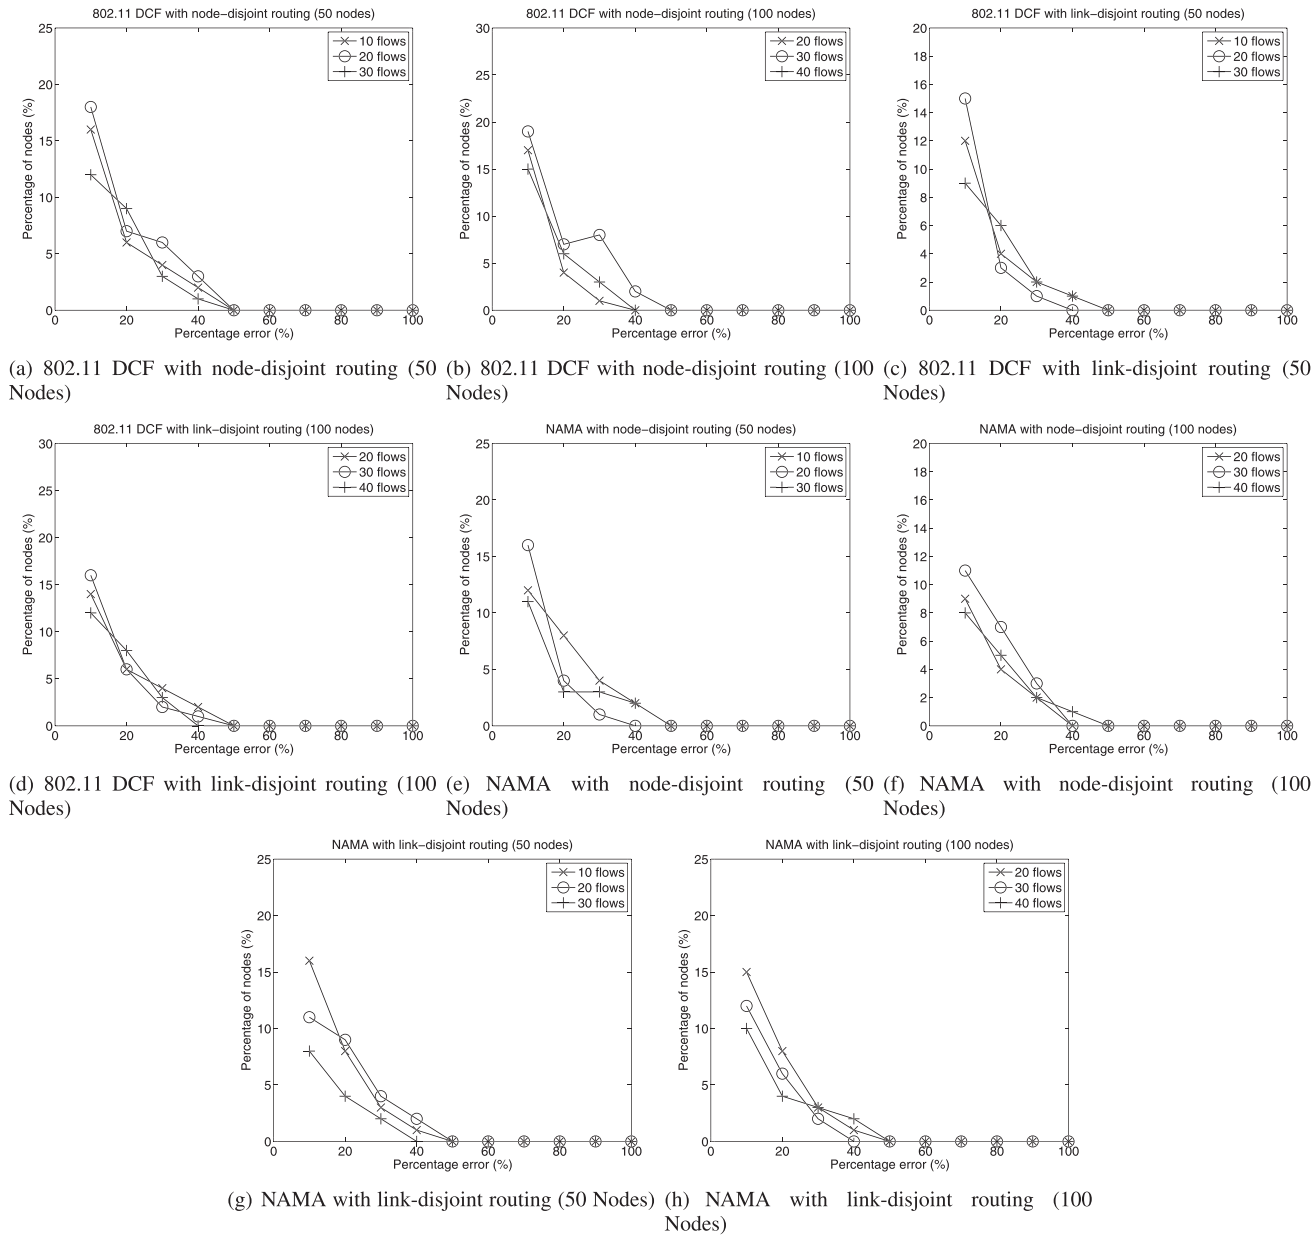 802.11 DCF with node−disjoint routing (50 nodes)
25
20
15
10
5
0
Percentage of nodes (%)
0 20 40 60 80 100
Percentage error (%)
10 flows
20 flows
30 flows
(a) 802.11 DCF with node-disjoint routing (50
Nodes)
802.11 DCF with node−disjoint routing (100 nodes)
30
25
20
15
10
5
0
Percentage of nodes (%)
0 20 40 60 80 100
Percentage error (%)
20 flows
30 flows
40 flows
(b) 802.11 DCF with node-disjoint routing (100
Nodes)
802.11 DCF with link−disjoint routing (50 nodes)
20
18
16
14
12
10
8
6
4
2
0
Percentage of nodes (%)
0 20 40 60 80 100
Percentage error (%)
10 flows
20 flows
30 flows
(c) 802.11 DCF with link-disjoint routing (50
Nodes)
802.11 DCF with link−disjoint routing (100 nodes)
30
25
20
15
10
5
0
Percentage of nodes (%)
0 20 40 60 80 100
Percentage error (%)
20 flows
30 flows
40 flows
(d) 802.11 DCF with link-disjoint routing (100
Nodes)
NAMA with node−disjoint routing (50 nodes)
25
20
15
10
5
0
Percentage of nodes (%)
0 20 40 60 80 100
Percentage error (%)
10 flows
20 flows
30 flows
(e) NAMA with node-disjoint routing (50
Nodes)
NAMA with node−disjoint routing (100 nodes)
20
18
16
14
12
10
8
6
4
2
0
Percentage of nodes (%)
0 20 40 60 80 100
Percentage error (%)
20 flows
30 flows
40 flows
(f) NAMA with node-disjoint routing (100
Nodes)
NAMA with link−disjoint routing (50 nodes)
25
20
15
10
5
0
Percentage of nodes (%)
0 20 40 60 80 100
Percentage error (%)
10 flows
20 flows
30 flows
(g) NAMA with link-disjoint routing (50 Nodes)
NAMA with link−disjoint routing (100 nodes)
25
20
15
10
5
0
Percentage of nodes (%)
0 20 40 60 80 100
Percentage error (%)
20 flows
30 flows
40 flows
(h) NAMA with link-disjoint routing (100
Nodes)